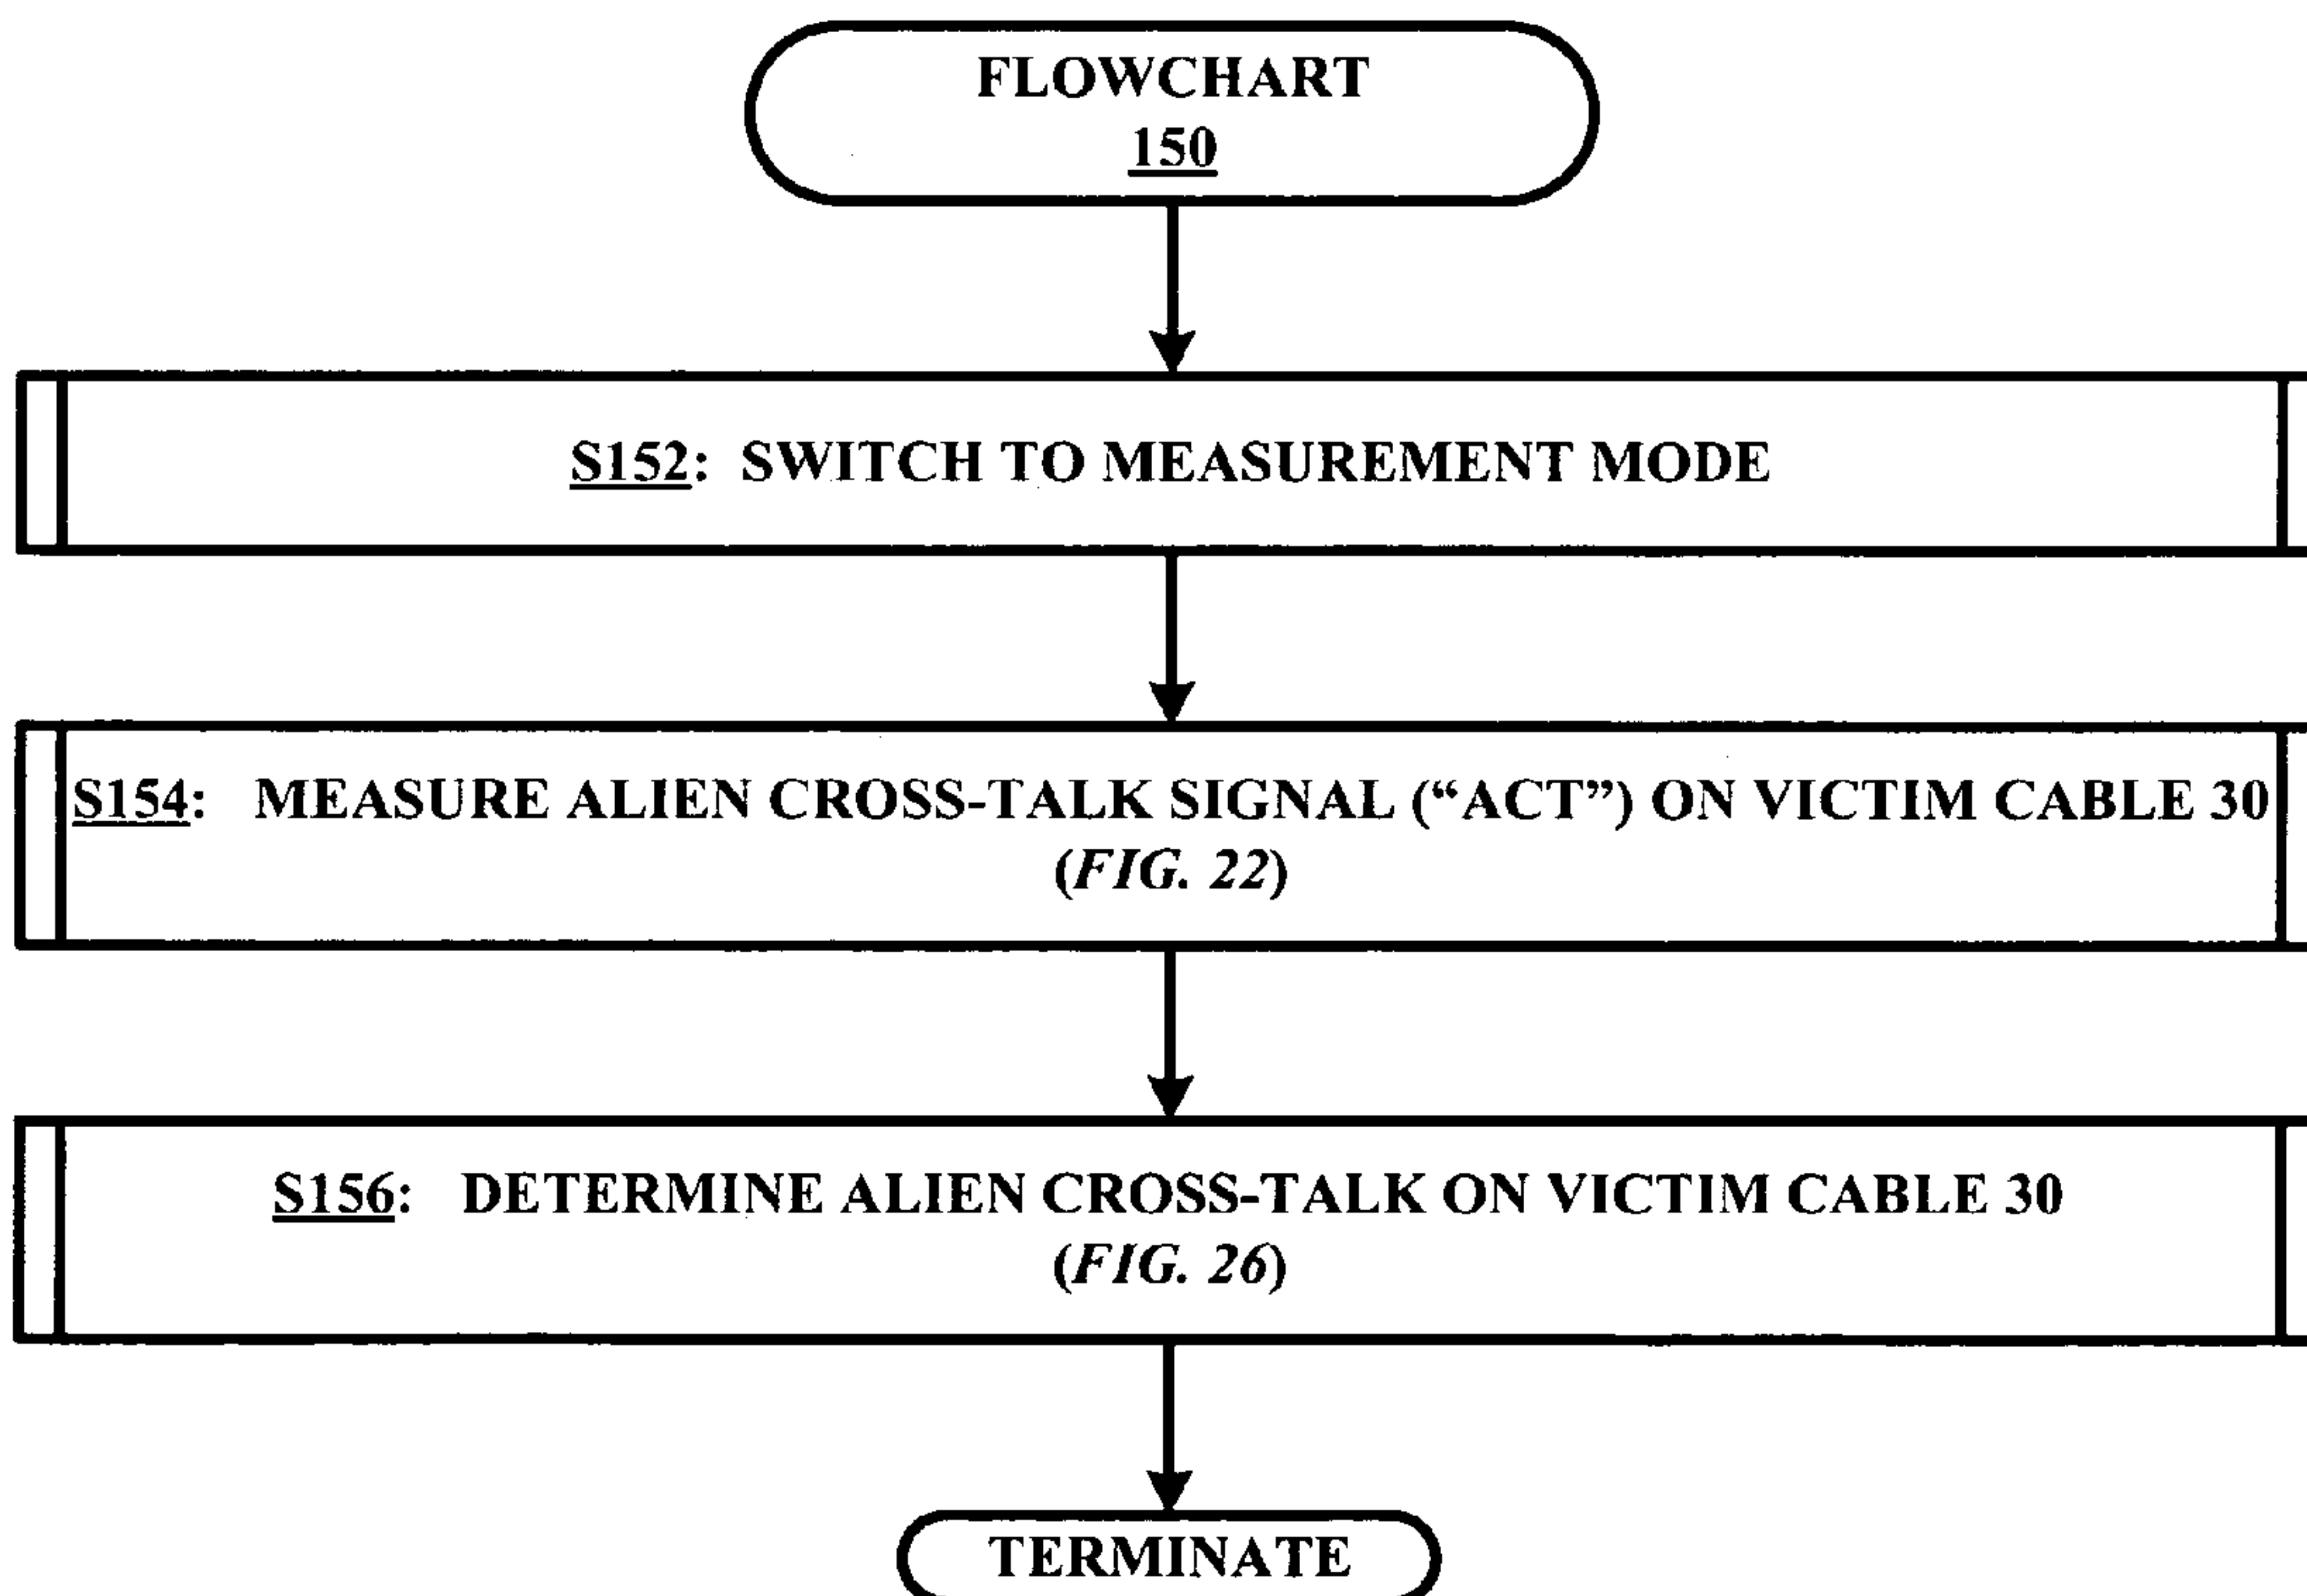 FLOWCHART
150
S152: SWITCH TO MEASUREMENT MODE
S154: MEASURE ALIEN CROSS-TALK SIGNAL (“ACT”) ON VICTIM CABLE 30
(FIG. 22)
S156: DETERMINE ALIEN CROSS-TALK ON VICTIM CABLE 30
(FIG. 26)
TERMINATE